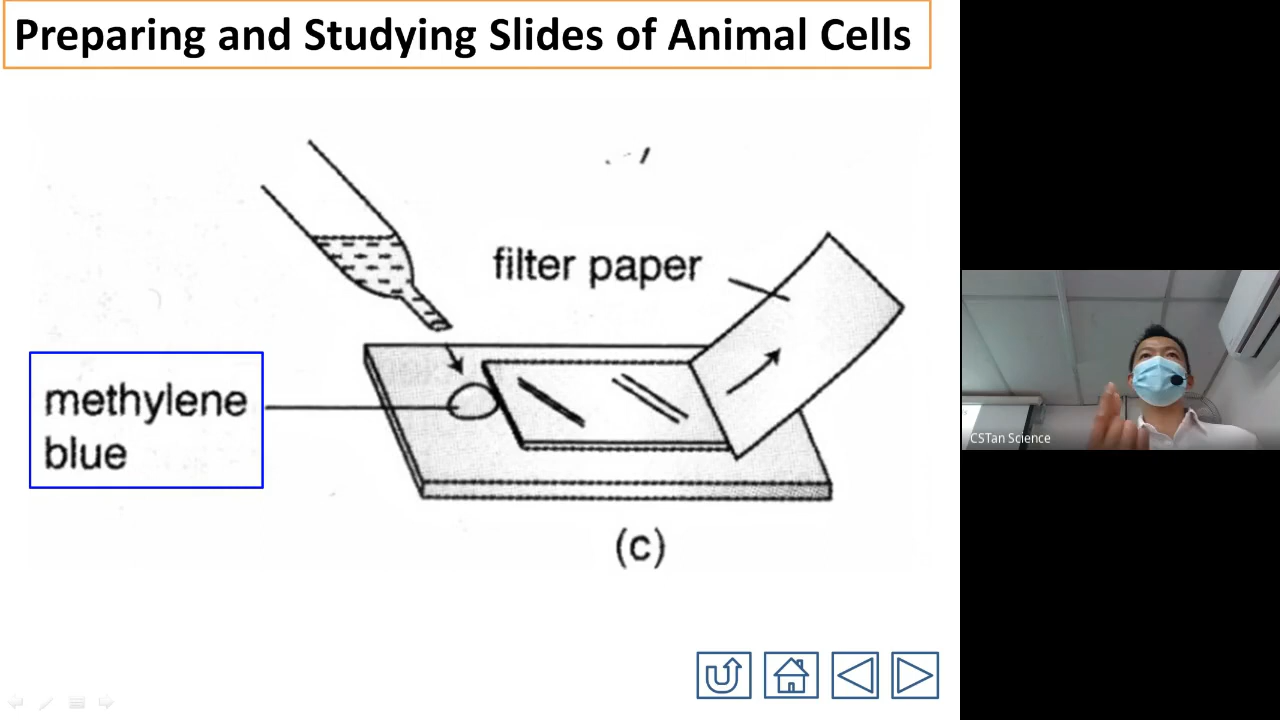 Preparing and Studying Slides of Animal Cells
filter paper
methylene
blue
(c)
CSTan Science